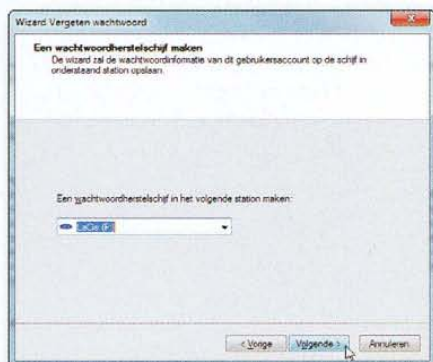 Wizard Vergeten wachtwoord
Een wachtwoordherstelschijf maken
De wizard zal de wachtwoordinformatie van dit gebruikersaccount op de schijf in
onderstaand station opslaan.
Een wachtwoordherstelschijf in het volgende station maken:
LaCie (F:)
< Vorige
Volgende >
Annuleren